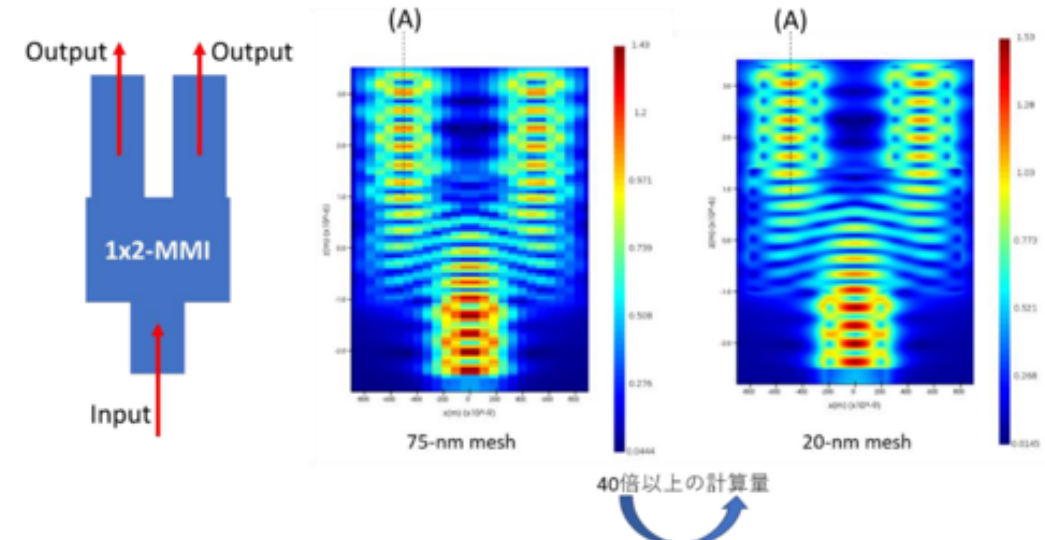 (A)
(A)
Output
Output
1x2-MMI
Input
1.43
1.2
0.971
0.739
0.508
0.276
0.0444
1.53
1.28
1.03
0.773
0.521
0.268
0.0145
75-nm mesh
20-nm mesh
40倍以上の計算量